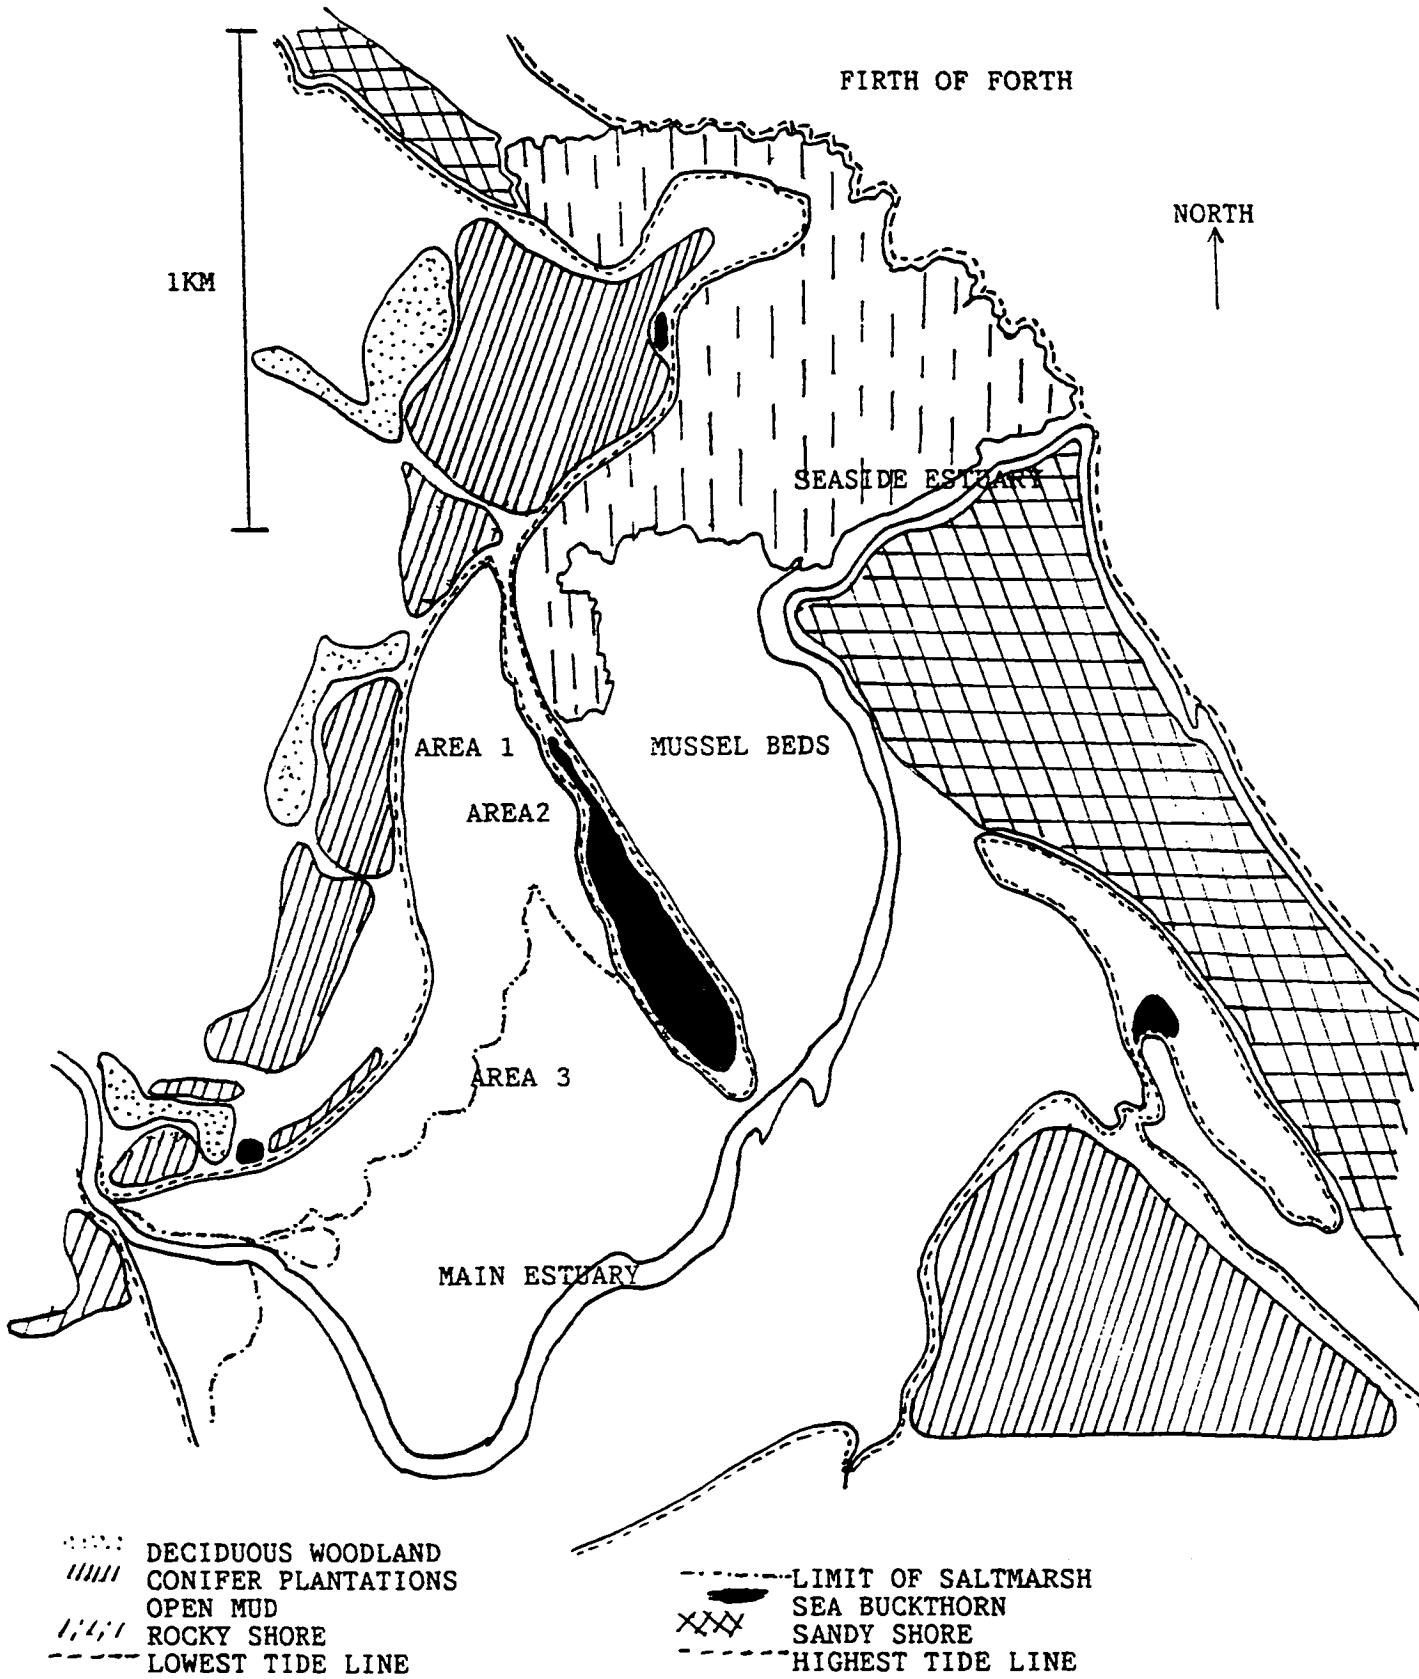 FIRTH OF FORTH
NORTH
1KM
SEASIDE ESTUARY
AREA 1
MUSSEL BEDS
AREA2
AREA 3
MAIN ESTUARY
DECIDUOUS WOODLAND
CONIFER PLANTATIONS
OPEN MUD
ROCKY SHORE
LOWEST TIDE LINE
LIMIT OF SALTMARSH
SEA BUCKTHORN
SANDY SHORE
HIGHEST TIDE LINE